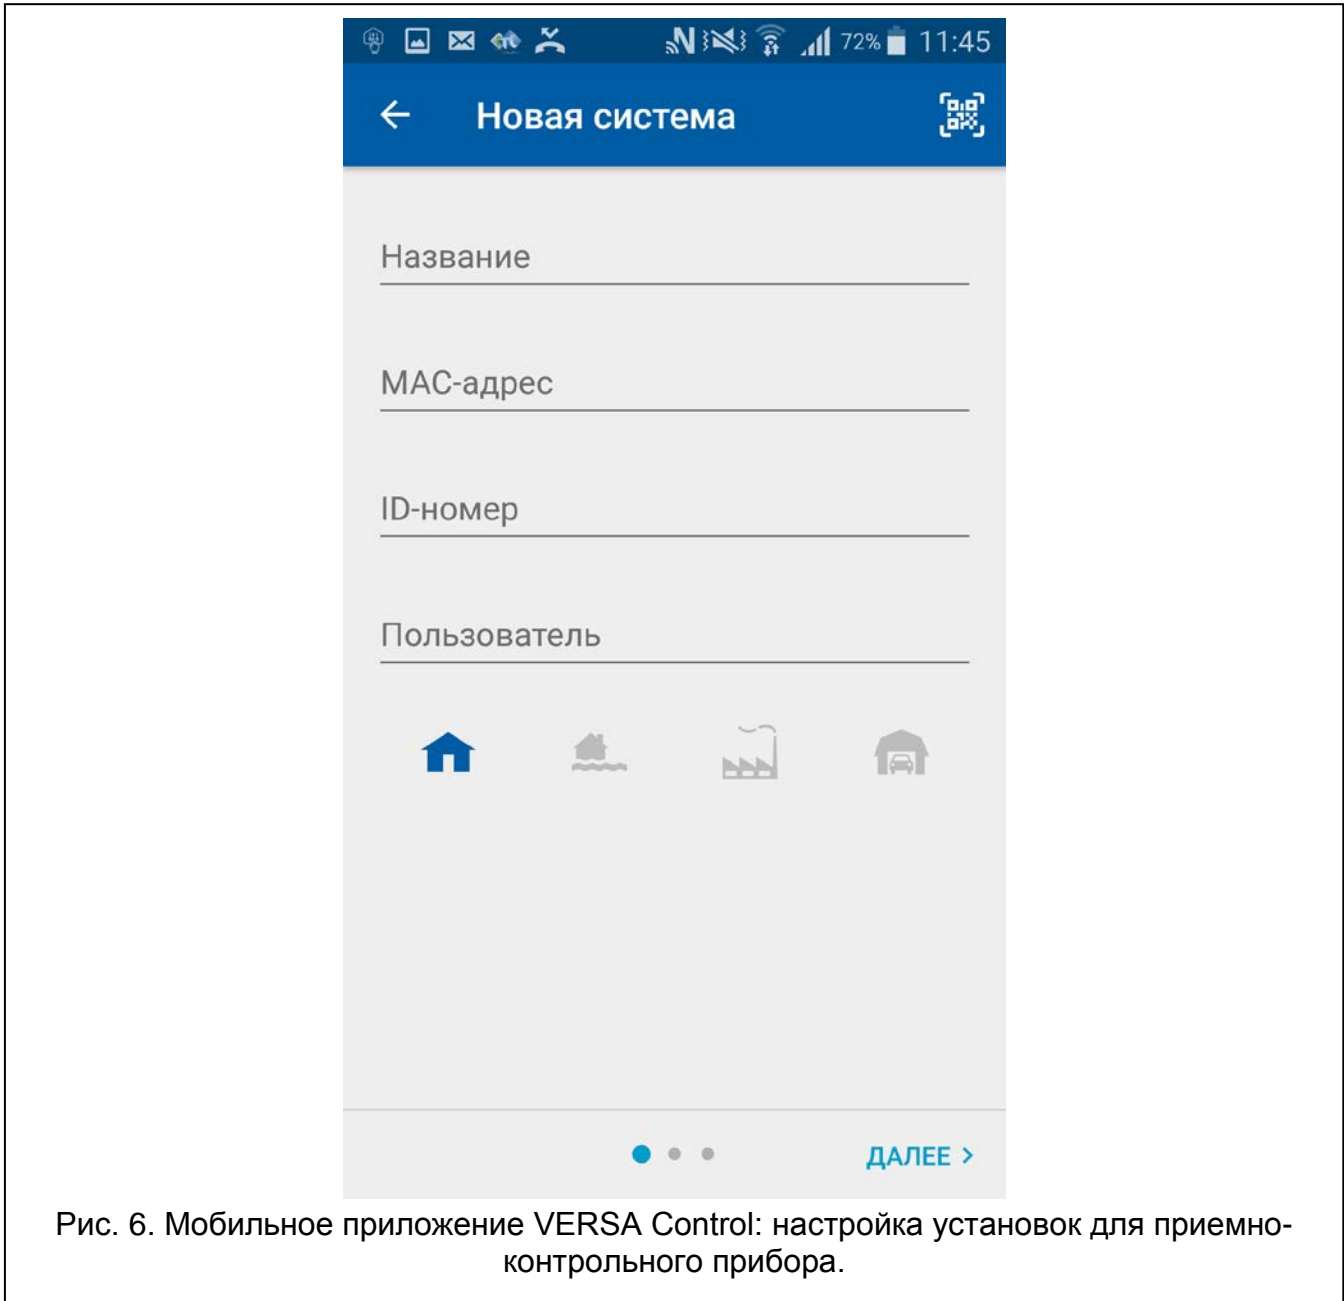 72% 11:45
Новая система
Название
MAC-адрес
ID-номер
Пользователь
ДАЛЕЕ >
Рис. 6. Мобильное приложение VERSA Control: настройка установок для приемно-
контрольного прибора.